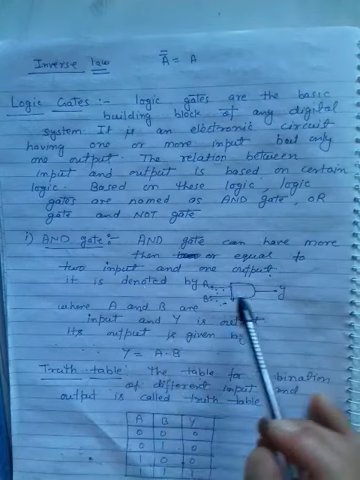 Inverse law A̿ = A
Logic Gates :- logic gates are the basic
building block of any digital
system. It is an electronic circuit
having one or more input but only
one output. The relation between
input and output is based on certain
logic. Based on these logic, logic
gates are named as AND gate, OR
gate and NOT gate
i) AND gate :- AND gate can have more
then or equals to
two input and one output
it is denoted by A B y
where A and B are
input and Y is
Its output is given by
Y = A·B
Truth table : The table for
of different input and
output is called truth table
A B Y
0 0 0
0 1 0
1 0 0
1 1 1